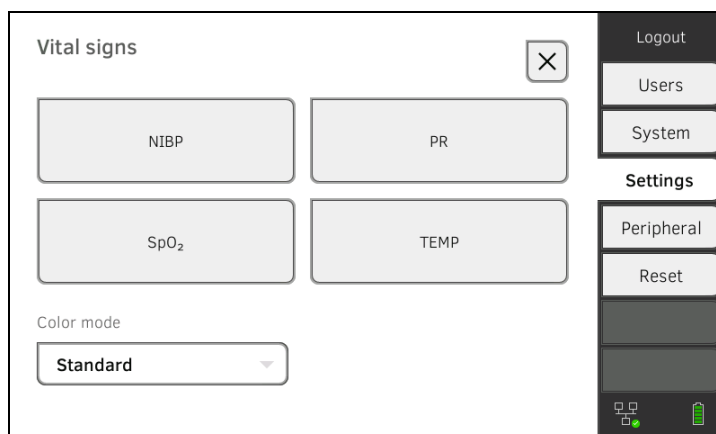 Vital signs
NIBP
PR
SpO₂
TEMP
Color mode
Standard
Logout
Users
System
Settings
Peripheral
Reset